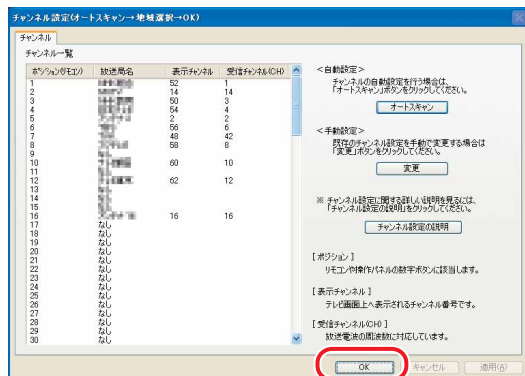 チャンネル設定(オートスキャン→地域選択→OK)
チャンネル
チャンネル一覧
ポジション(リモコン) 放送局名 表示チャンネル 受信チャンネル(CH)
1 52 1
2 14 14
3 50 3
4 54 4
5 2 2
6 56 6
7 48 42
8 58 8
9
10 60 10
11
12 62 12
13
14
15
16 16 16
17 なし
18 なし
19 なし
20 なし
21 なし
22 なし
23 なし
24 なし
25 なし
26 なし
27 なし
28 なし
29 なし
30 なし
<自動設定>
チャンネルの自動設定を行う場合は、
「オートスキャン」ボタンをクリックしてください。
オートスキャン
<手動設定>
既存のチャンネル設定を手動で変更する場合は
「変更」ボタンをクリックしてください。
変更
※ チャンネル設定に関する詳しい説明を見るには、
「チャンネル設定の説明」をクリックしてください。
チャンネル設定の説明
[ポジション]
リモコンや操作パネルの数字ボタンに該当します。
[表示チャンネル]
テレビ画面上へ表示されるチャンネル番号です。
[受信チャンネル(CH)]
放送電波の周波数に対応しています。
OK キャンセル 適用(A)